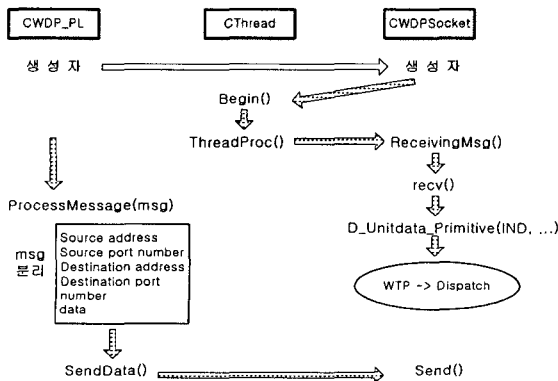 CWDP_PL
CThread
CWDPSocket
생 성 자
생 성 자
Begin()
ThreadProc()
ReceivingMsg()
recv()
ProcessMessage(msg)
D_Unitdata_Primitive(IND, ...)
msg
분리
Source address
Source port number
Destination address
Destination port
number
data
WTP -> Dispatch
SendData()
Send()